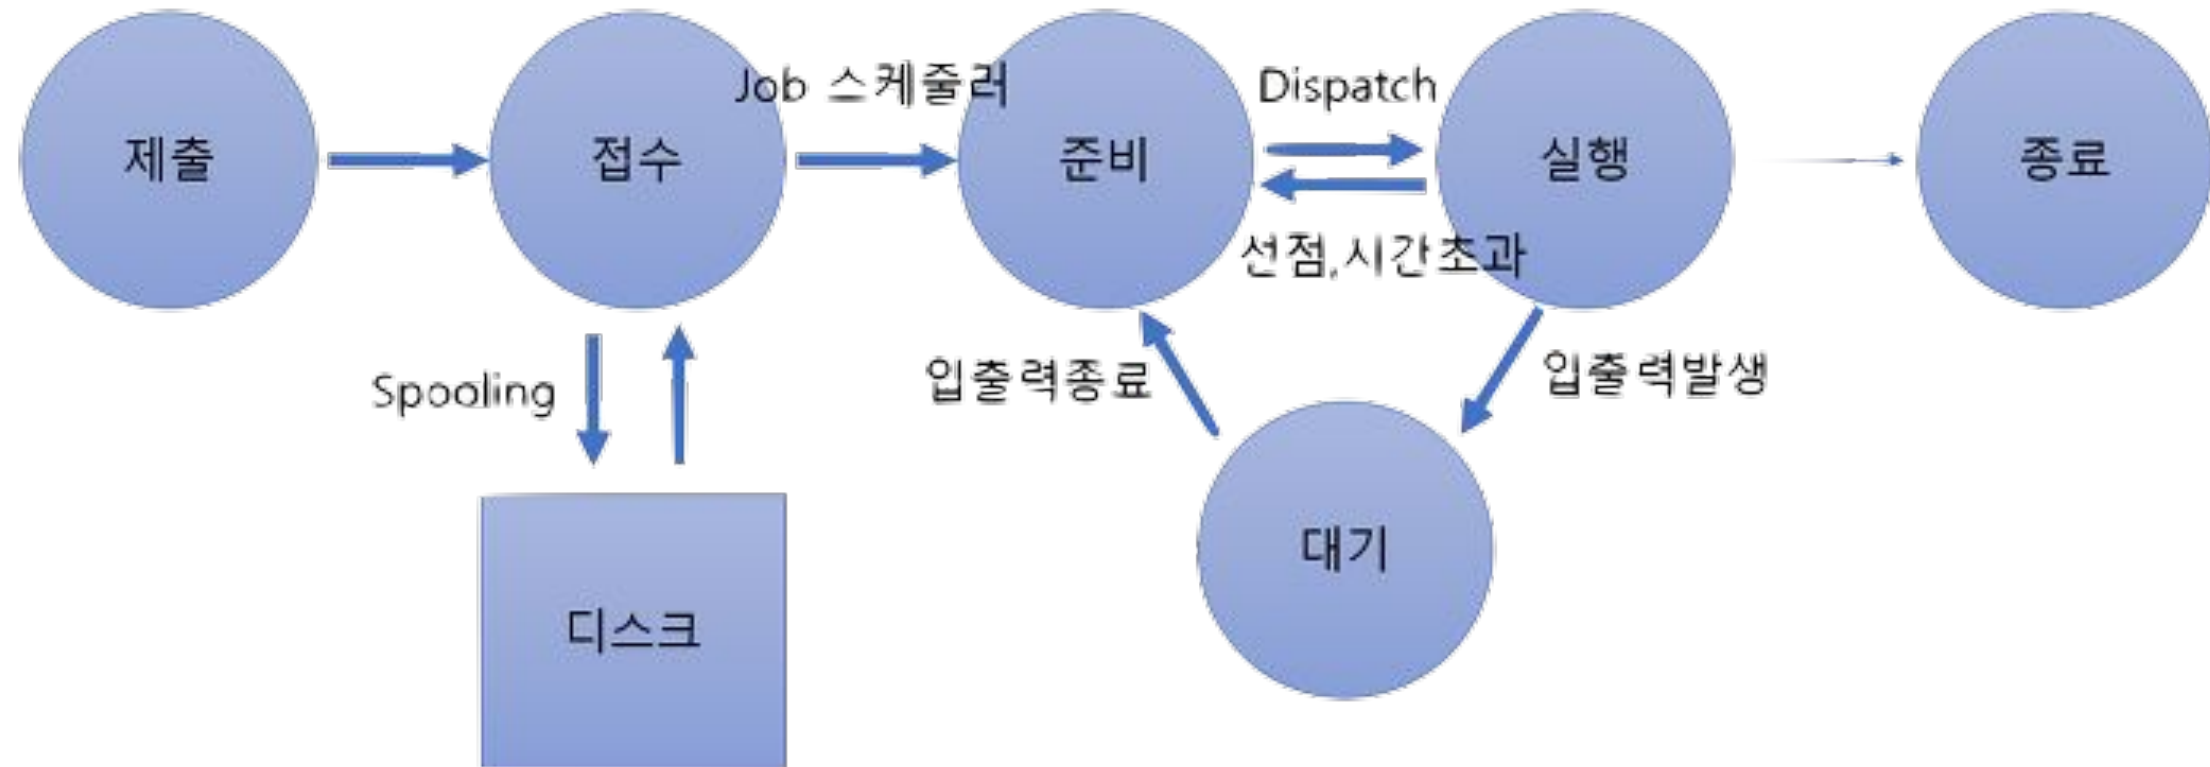 제출
접수
Job 스케줄러
준비
Dispatch
실행
종료
선점,시간초과
Spooling
입출력종료
입출력발생
대기
디스크